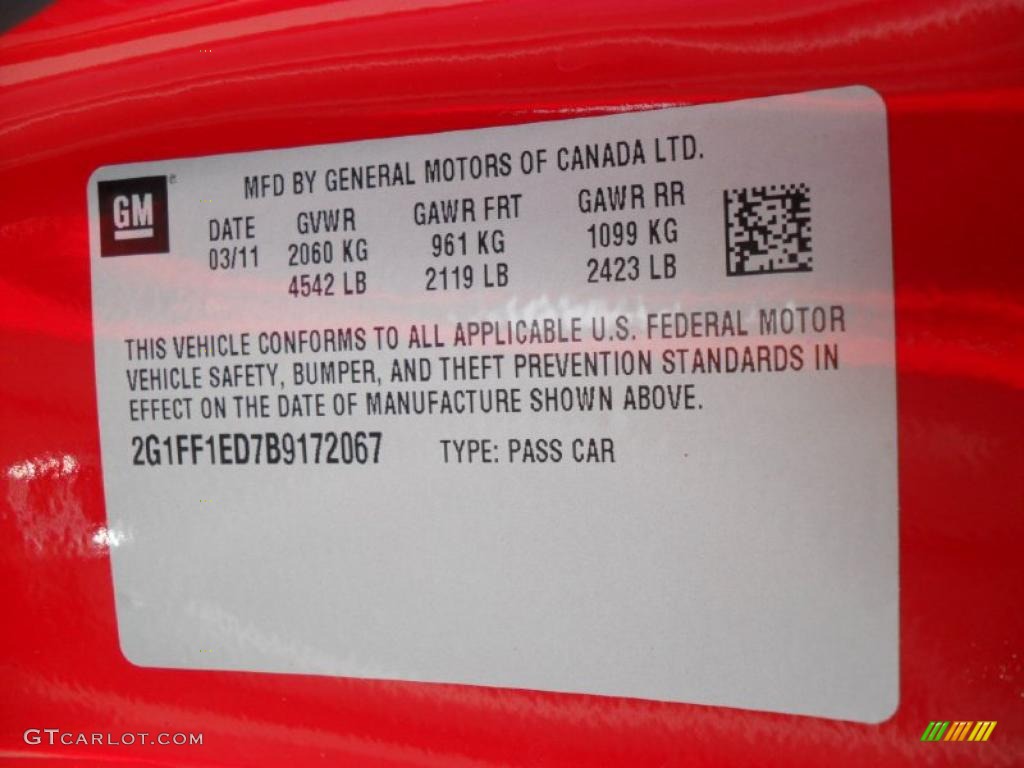 MFD BY GENERAL MOTORS OF CANADA LTD.
GM
DATE GVWR GAWR FRT GAWR RR
03/11 2060 KG 961 KG 1099 KG
4542 LB 2119 LB 2423 LB
THIS VEHICLE CONFORMS TO ALL APPLICABLE U.S. FEDERAL MOTOR
VEHICLE SAFETY, BUMPER, AND THEFT PREVENTION STANDARDS IN
EFFECT ON THE DATE OF MANUFACTURE SHOWN ABOVE.
2G1FF1ED7B9172067 TYPE: PASS CAR
GTCARLOT.COM